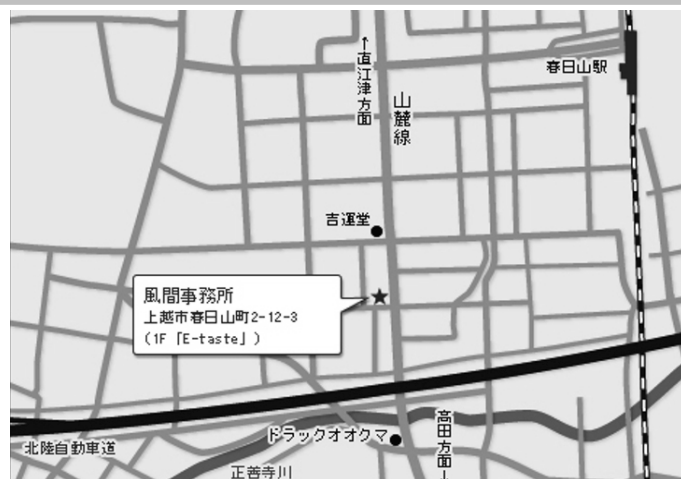 ↑直江津方面
山麓線
春日山駅
吉運堂
風間事務所
上越市春日山町2-12-3
(1F「E-taste」)
ドラックオオクマ
高田方面↓
北陸自動車道
正善寺川